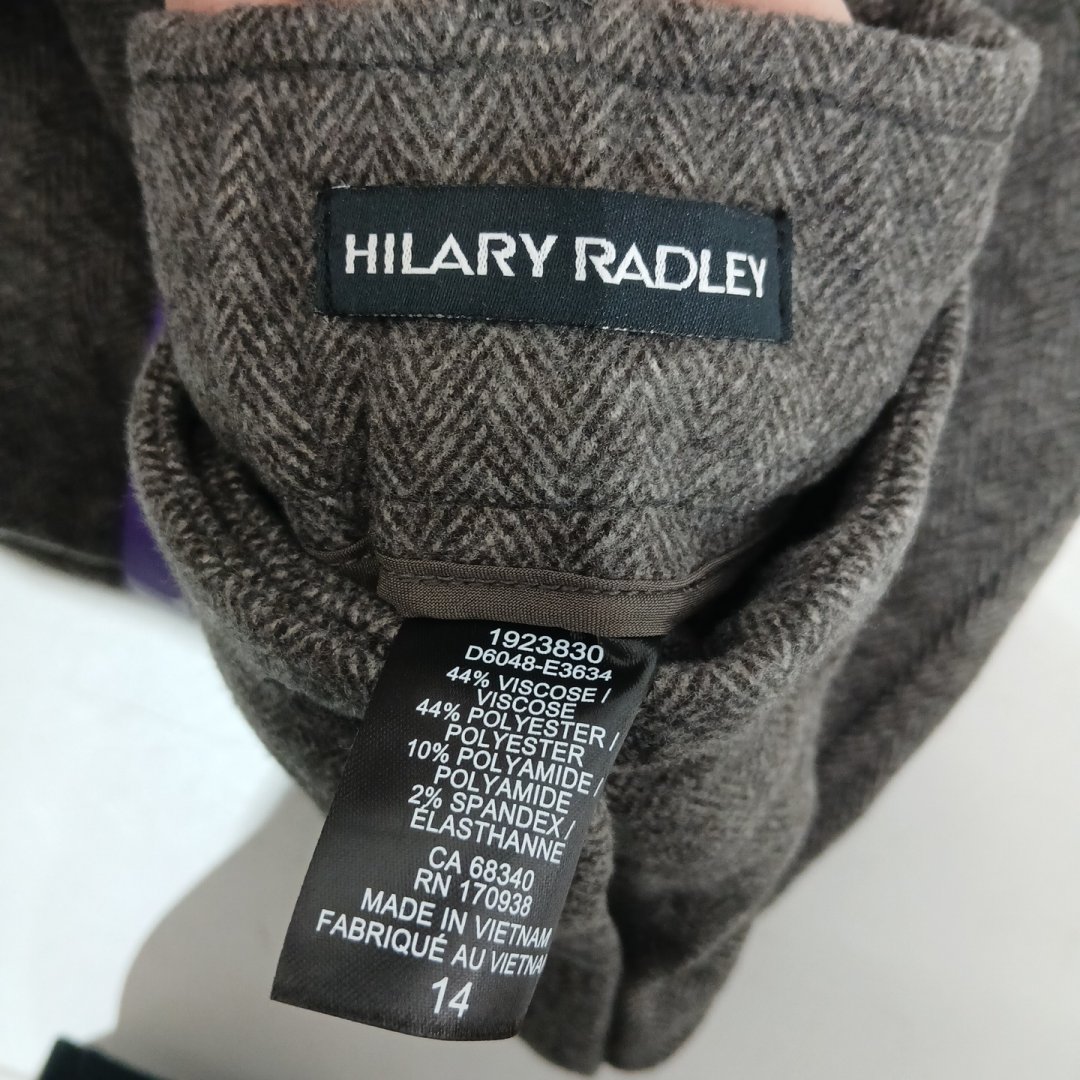 HILARY RADLEY
1923830
D6048-E3634
44% VISCOSE /
VISCOSE
44% POLYESTER /
POLYESTER
10% POLYAMIDE /
POLYAMIDE
2% SPANDEX /
ÉLASTHANNE
CA 68340
RN 170938
MADE IN VIETNAM
FABRIQUÉ AU VIETNA
14